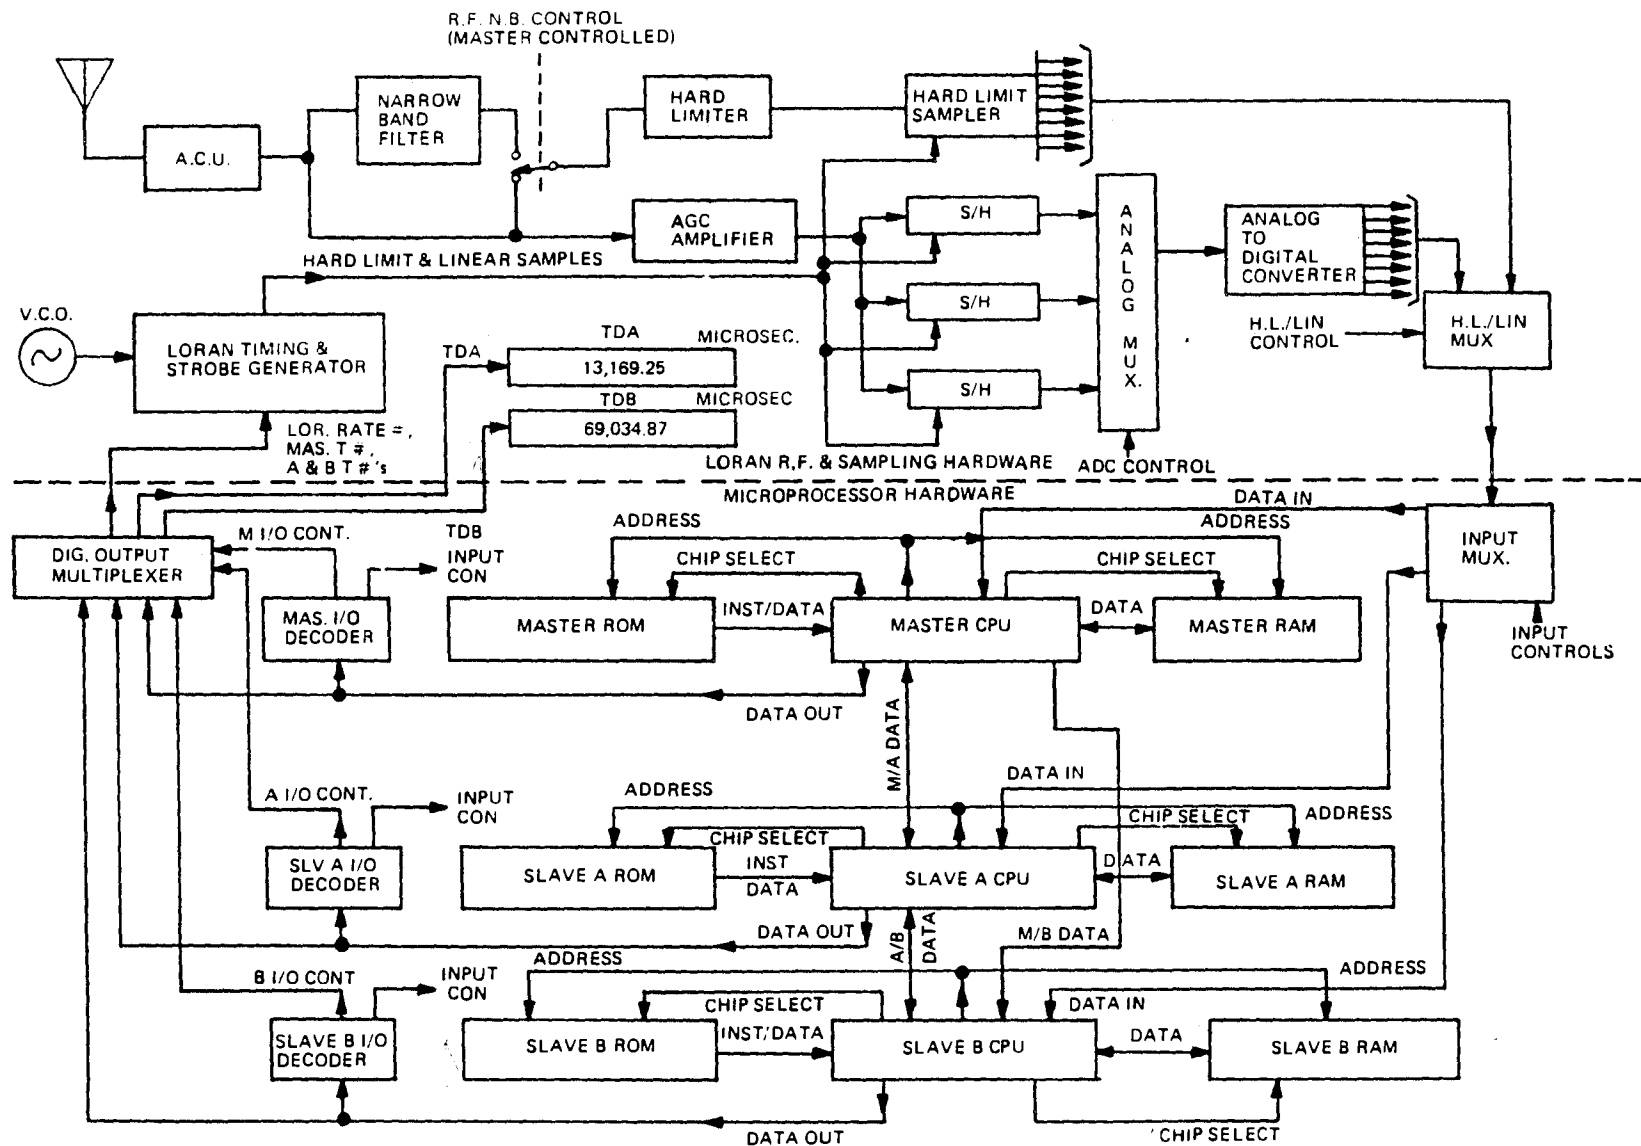 R.F. N.B. CONTROL
(MASTER CONTROLLED)
NARROW
BAND
FILTER
HARD
LIMITER
HARD LIMIT
SAMPLER
A.C.U.
AGC
AMPLIFIER
S/H
S/H
S/H
ANALOG MUX.
ANALOG
TO
DIGITAL
CONVERTER
HARD LIMIT & LINEAR SAMPLES
V.C.O.
LORAN TIMING &
STROBE GENERATOR
TDA
TDA MICROSEC.
13,169.25
TDB MICROSEC
69,034.87
H.L./LIN
CONTROL
H.L./LIN
MUX
LOR. RATE =,
MAS. T #,
A & B T #'s
LORAN R.F. & SAMPLING HARDWARE
ADC CONTROL
MICROPROCESSOR HARDWARE
DATA IN
M I/O CONT.
TDB
INPUT
CON
ADDRESS
ADDRESS
CHIP SELECT
CHIP SELECT
DIG. OUTPUT
MULTIPLEXER
INPUT
MUX.
MAS. I/O
DECODER
MASTER ROM
INST/DATA
MASTER CPU
DATA
MASTER RAM
INPUT
CONTROLS
DATA OUT
M/A DATA
DATA IN
A I/O CONT.
INPUT
CON
ADDRESS
ADDRESS
CHIP SELECT
CHIP SELECT
SLV A I/O
DECODER
SLAVE A ROM
INST
DATA
SLAVE A CPU
DATA
SLAVE A RAM
DATA OUT
A/B
DATA
M/B DATA
B I/O CONT
INPUT
CON
ADDRESS
ADDRESS
CHIP SELECT
DATA IN
SLAVE B I/O
DECODER
SLAVE B ROM
INST/DATA
SLAVE B CPU
DATA
SLAVE B RAM
DATA OUT
CHIP SELECT